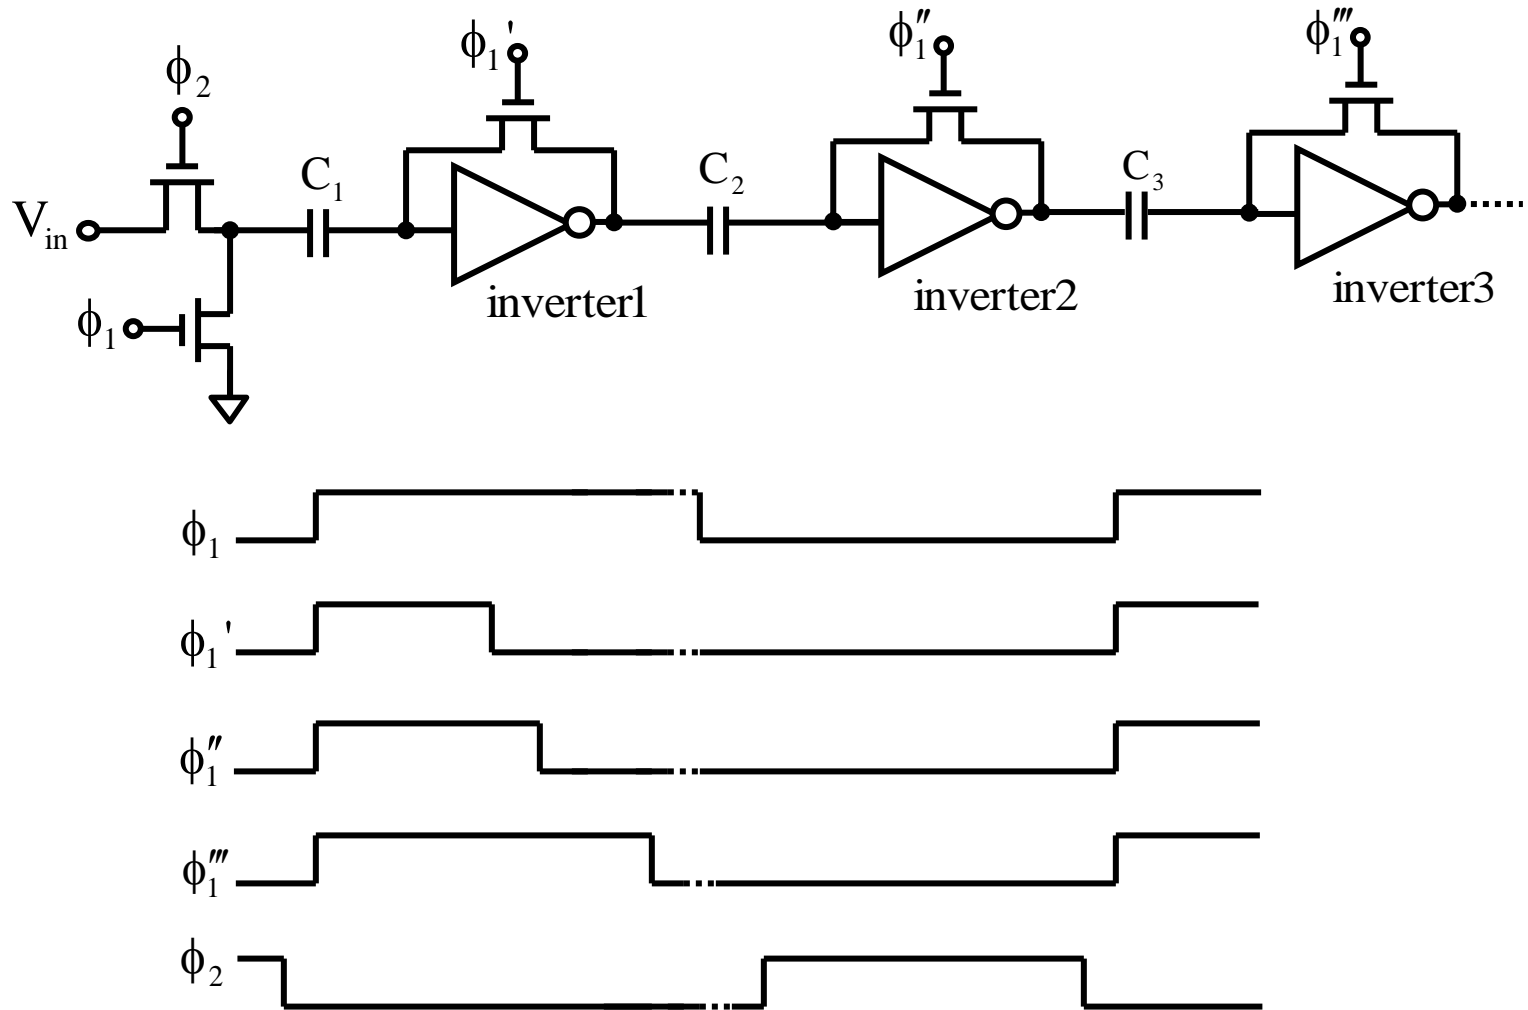 ϕ₁' ϕ₁″ ϕ₁‴
ϕ₂
C₁ C₂ C₃
Vᵢₙ
ϕ₁
inverter1 inverter2 inverter3
ϕ₁
ϕ₁'
ϕ₁″
ϕ₁‴
ϕ₂